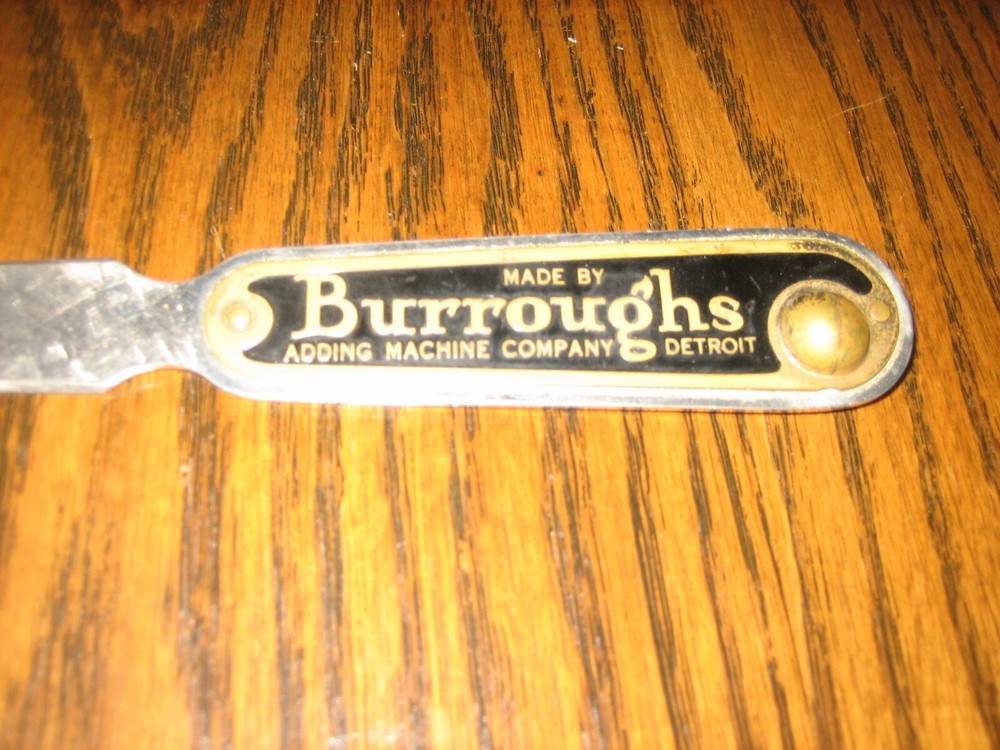 MADE BY
Burroughs
ADDING MACHINE COMPANY DETROIT